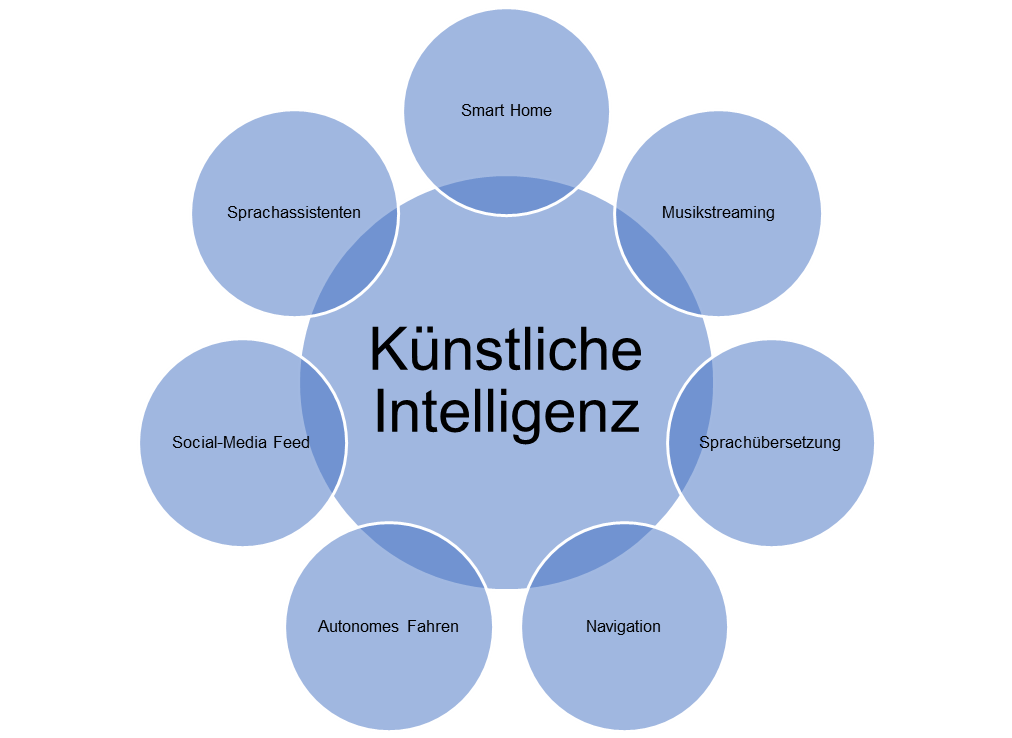 Smart Home
Sprachassistenten
Musikstreaming
Künstliche
Intelligenz
Social-Media Feed
Sprachübersetzung
Autonomes Fahren
Navigation